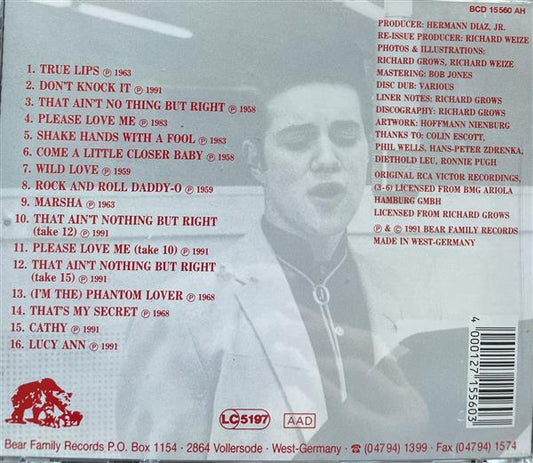 BCD 15560 AH
1. TRUE LIPS ℗ 1963
2. DON'T KNOCK IT ℗ 1991
3. THAT AIN'T NO THING BUT RIGHT ℗ 1958
4. PLEASE LOVE ME ℗ 1983
5. SHAKE HANDS WITH A FOOL ℗ 1983
6. COME A LITTLE CLOSER BABY ℗ 1958
7. WILD LOVE ℗ 1959
8. ROCK AND ROLL DADDY-O ℗ 1959
9. MARSHA ℗ 1963
10. THAT AIN'T NOTHING BUT RIGHT
(take 12) ℗ 1991
11. PLEASE LOVE ME (take 10) ℗ 1991
12. THAT AIN'T NOTHING BUT RIGHT
(take 15) ℗ 1991
13. (I'M THE) PHANTOM LOVER ℗ 1968
14. THAT'S MY SECRET ℗ 1968
15. CATHY ℗ 1991
16. LUCY ANN ℗ 1991
PRODUCER: HERMANN DIAZ, JR.
RE-ISSUE PRODUCER: RICHARD WEIZE
PHOTOS & ILLUSTRATIONS:
RICHARD GROWS, RICHARD WEIZE
MASTERING: BOB JONES
DISC DUB: VARIOUS
LINER NOTES: RICHARD GROWS
DISCOGRAPHY: RICHARD GROWS
ARTWORK: HOFFMANN NIENBURG
THANKS TO: COLIN ESCOTT,
PHIL WELLS, HANS-PETER ZDRENKA,
DIETHOLD LEU, RONNIE PUGH
ORIGINAL RCA VICTOR RECORDINGS,
(3-6) LICENSED FROM BMG ARIOLA
HAMBURG GMBH
LICENSED FROM RICHARD GROWS
℗ & © 1991 BEAR FAMILY RECORDS
MADE IN WEST-GERMANY
4 000127 155603
LC 5197
AAD
Bear Family Records P.O. Box 1154 · 2864 Vollersode · West-Germany · ☎ (0 47 94) 1399 · Fax (0 47 94) 1574